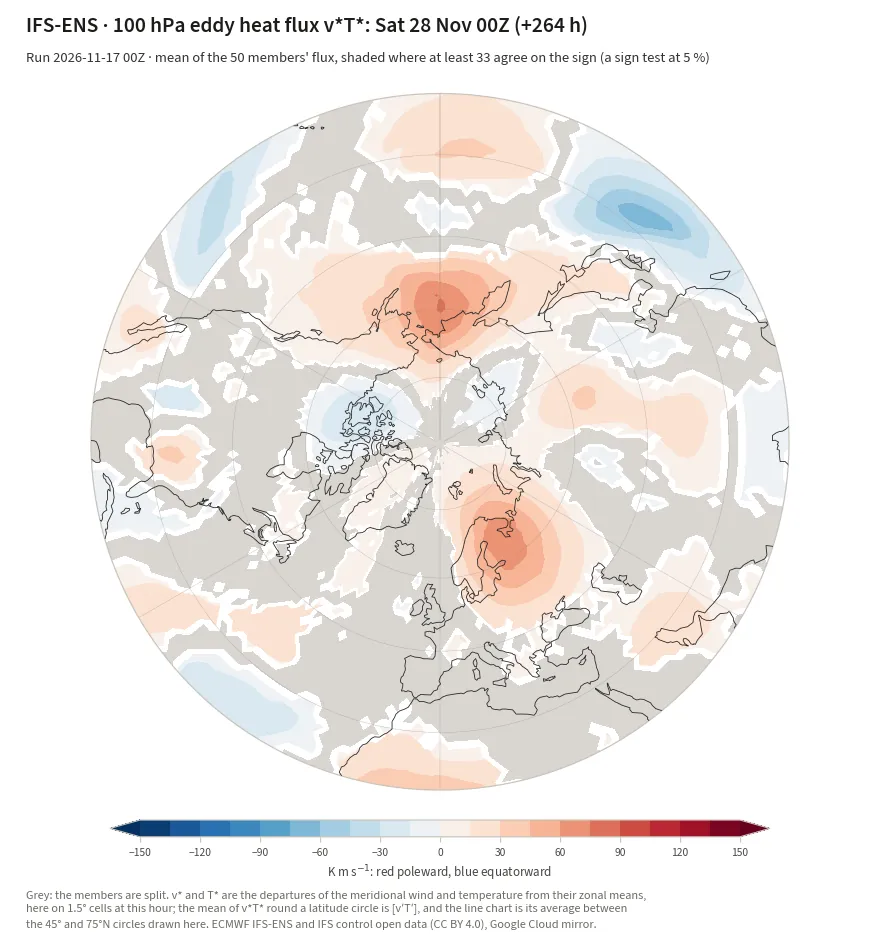 IFS-ENS · 100 hPa eddy heat flux v*T*: Sat 28 Nov 00Z (+264 h)
Run 2026-11-17 00Z · mean of the 50 members' flux, shaded where at least 33 agree on the sign (a sign test at 5 %)
−150 −120 −90 −60 −30 0 30 60 90 120 150
K m s⁻¹: red poleward, blue equatorward
Grey: the members are split. v* and T* are the departures of the meridional wind and temperature from their zonal means,
here on 1.5° cells at this hour; the mean of v*T* round a latitude circle is [v′T′], and the line chart is its average between
the 45° and 75°N circles drawn here. ECMWF IFS-ENS and IFS control open data (CC BY 4.0), Google Cloud mirror.